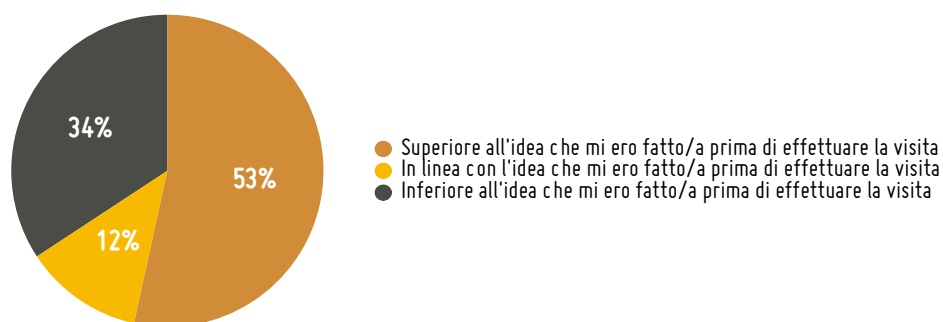 34%
53%
12%
Superiore all'idea che mi ero fatto/a prima di effettuare la visita
In linea con l'idea che mi ero fatto/a prima di effettuare la visita
Inferiore all'idea che mi ero fatto/a prima di effettuare la visita